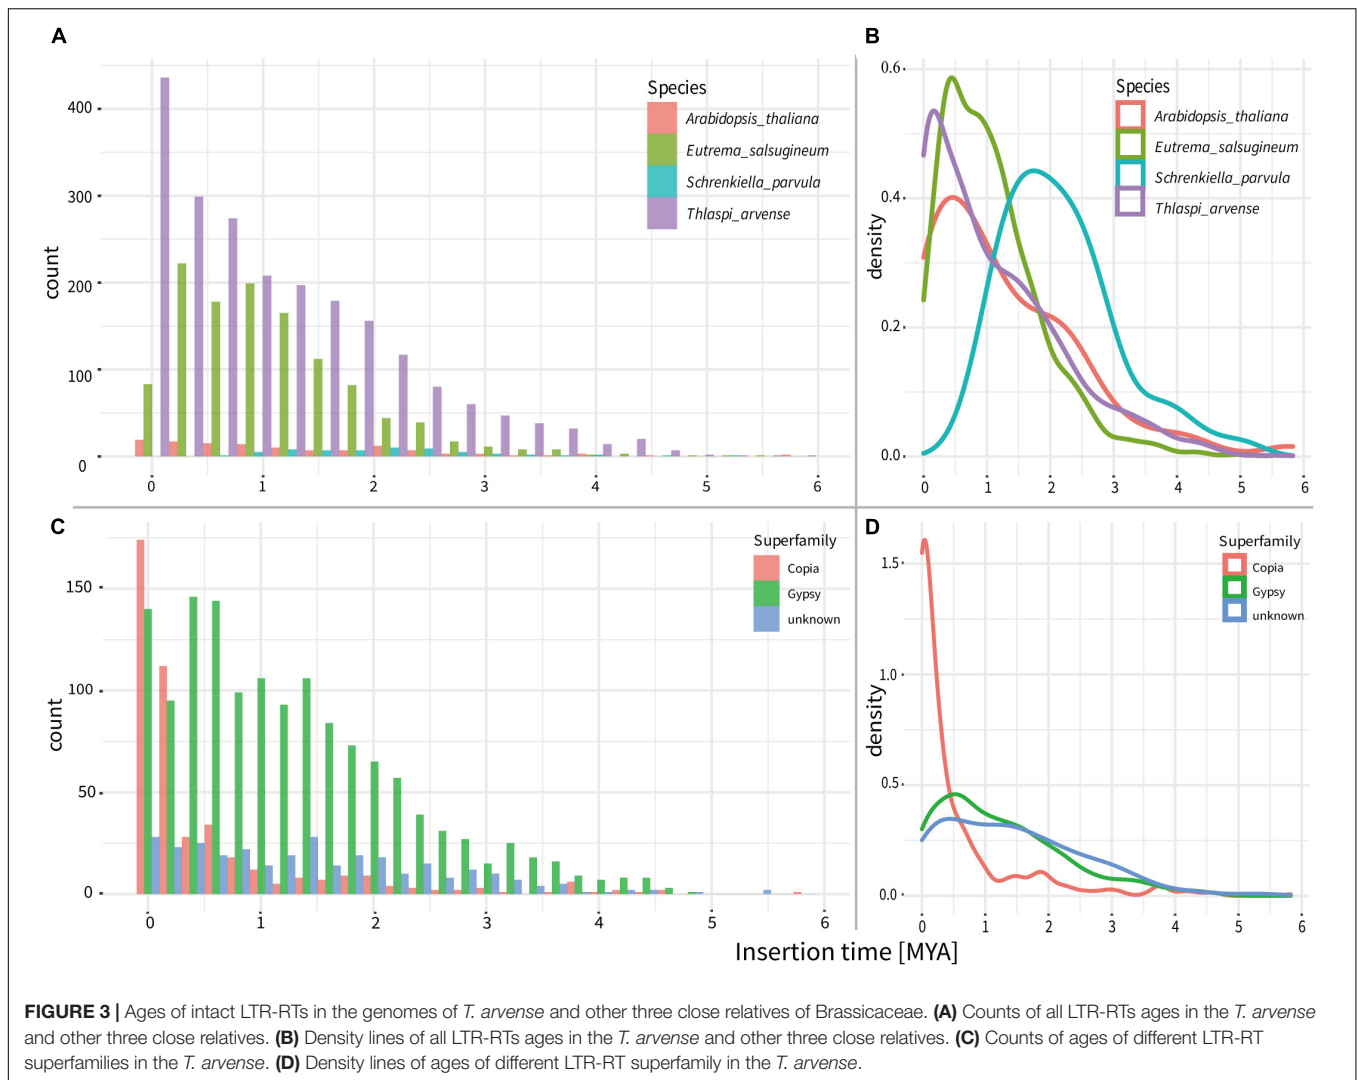 A
Species
Arabidopsis_thaliana
Eutrema_salsugineum
Schrenkiella_parvula
Thlaspi_arvense
count
400
300
200
100
0
0 1 2 3 4 5 6
B
Species
Arabidopsis_thaliana
Eutrema_salsugineum
Schrenkiella_parvula
Thlaspi_arvense
density
0.6
0.4
0.2
0.0
0 1 2 3 4 5 6
C
Superfamily
Copia
Gypsy
unknown
count
150
100
50
0
0 1 2 3 4 5 6
D
Superfamily
Copia
Gypsy
unknown
density
1.5
1.0
0.5
0.0
0 1 2 3 4 5 6
Insertion time [MYA]
FIGURE 3 | Ages of intact LTR-RTs in the genomes of T. arvense and other three close relatives of Brassicaceae. (A) Counts of all LTR-RTs ages in the T. arvense
and other three close relatives. (B) Density lines of all LTR-RTs ages in the T. arvense and other three close relatives. (C) Counts of ages of different LTR-RT
superfamilies in the T. arvense. (D) Density lines of ages of different LTR-RT superfamily in the T. arvense.